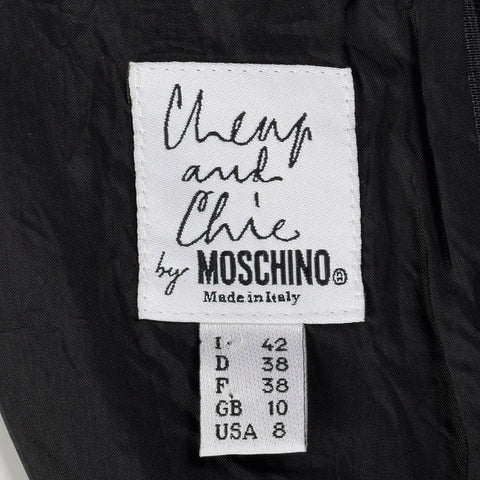 Cheap
and
Chic
by MOSCHINO®
Made in Italy
I 42
D 38
F 38
GB 10
USA 8